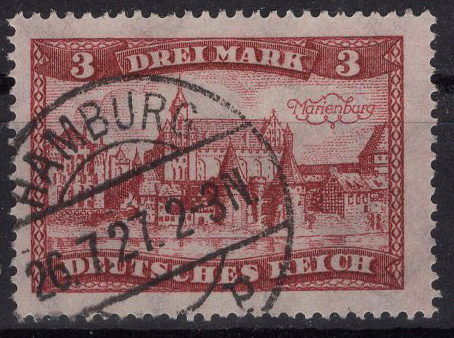 3 DREI MARK 3
Marienburg
HAMBURG
26.7.27. 2-3N.
DEUTSCHES REICH